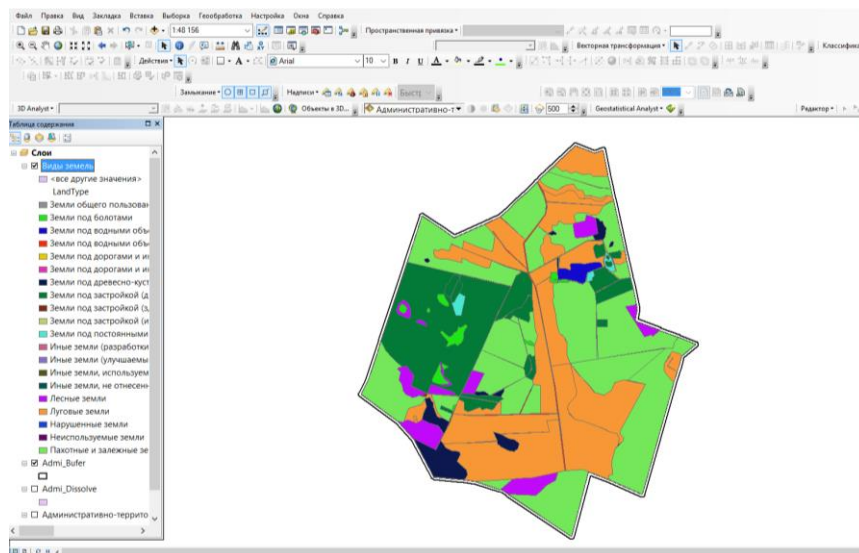 Файл Правка Вид Закладка Вставка Выборка Геообработка Настройка Окна Справка
1:40 156 Пространственная привязка
Векторная трансформация Классифик
Действия Arial 10 B I U A
Замыкание Надписи Быстр
3D Analyst Объекты в 3D... Административно-т 500 Geostatistical Analyst Редактор
Таблица содержания
Слои
Виды земель
<все другие значения>
LandType
Земли общего пользован
Земли под болотами
Земли под водными объ
Земли под водными объ
Земли под дорогами и и
Земли под дорогами и и
Земли под древесно-куст
Земли под застройкой (д
Земли под застройкой (з
Земли под застройкой (и
Земли под постоянными
Иные земли (разработки
Иные земли (улучшаемы
Иные земли, используем
Иные земли, не отнесен
Лесные земли
Луговые земли
Нарушенные земли
Неиспользуемые земли
Пахотные и залежные зе
Admi_Bufer
Admi_Dissolve
Административно-террито